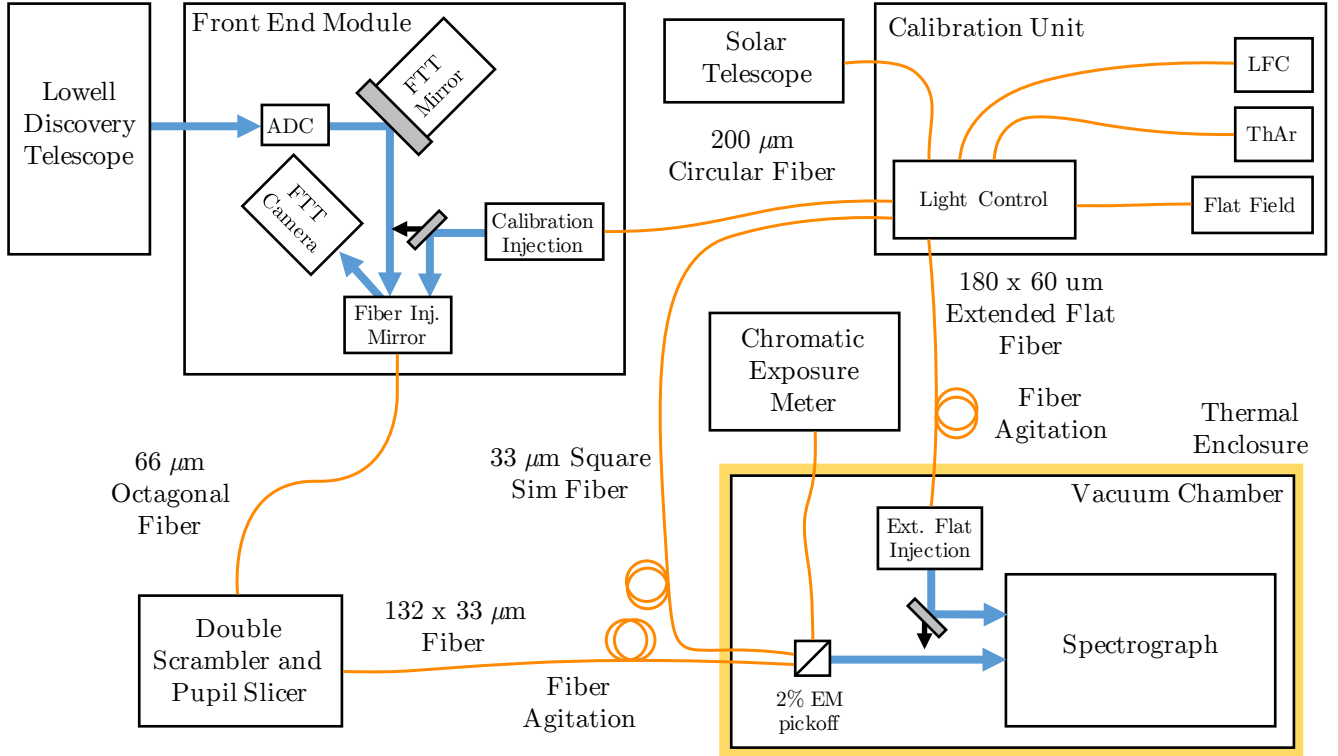 Front End Module
Lowell
Discovery
Telescope
ADC
FTT
Mirror
FTT
Camera
Calibration
Injection
Fiber Inj.
Mirror
Solar
Telescope
200 μm
Circular Fiber
Calibration Unit
LFC
ThAr
Flat Field
Light Control
180 x 60 um
Extended Flat
Fiber
Chromatic
Exposure
Meter
Fiber
Agitation
Thermal
Enclosure
66 μm
Octagonal
Fiber
33 μm Square
Sim Fiber
Vacuum Chamber
Ext. Flat
Injection
Spectrograph
Double
Scrambler and
Pupil Slicer
132 x 33 μm
Fiber
Fiber
Agitation
2% EM
pickoff